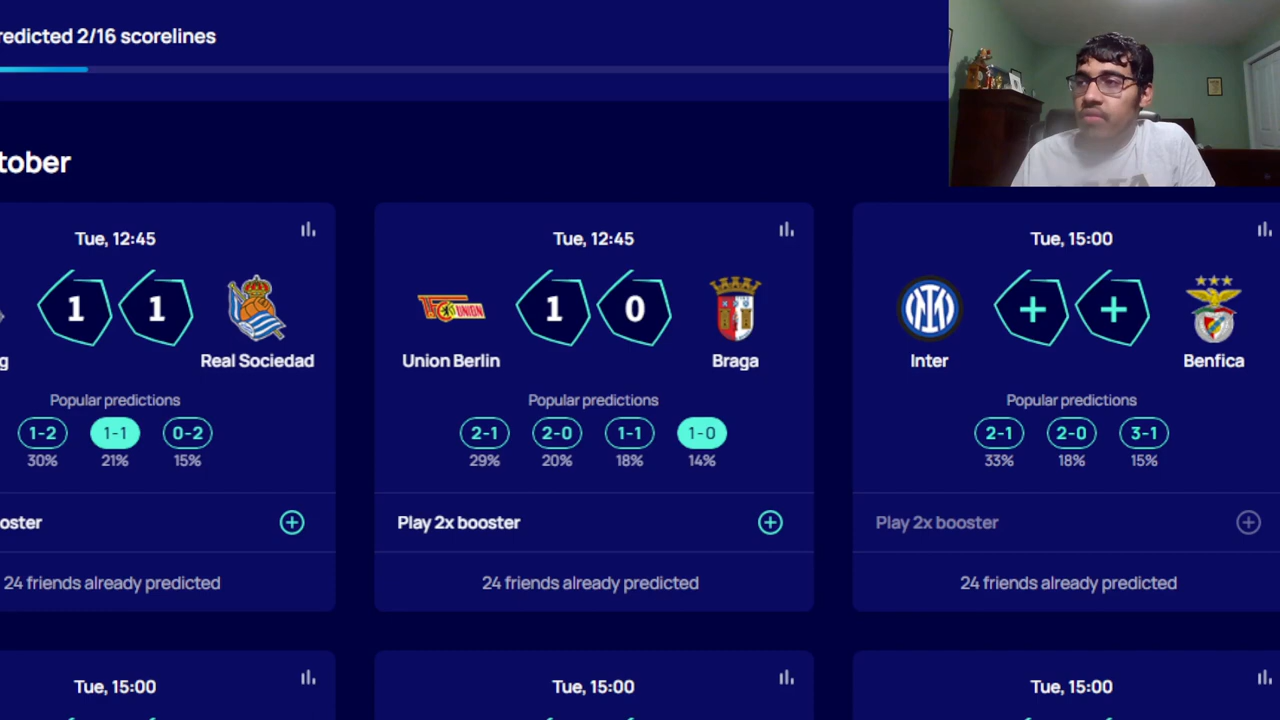 redicted 2/16 scorelines
tober
Tue, 12:45
1 1
g Real Sociedad
Popular predictions
1-2 1-1 0-2
30% 21% 15%
oster
24 friends already predicted
Tue, 12:45
UNION
1 0
Union Berlin Braga
Popular predictions
2-1 2-0 1-1 1-0
29% 20% 18% 14%
Play 2x booster
24 friends already predicted
Tue, 15:00
+ +
Inter Benfica
Popular predictions
2-1 2-0 3-1
33% 18% 15%
Play 2x booster
24 friends already predicted
Tue, 15:00
Tue, 15:00
Tue, 15:00